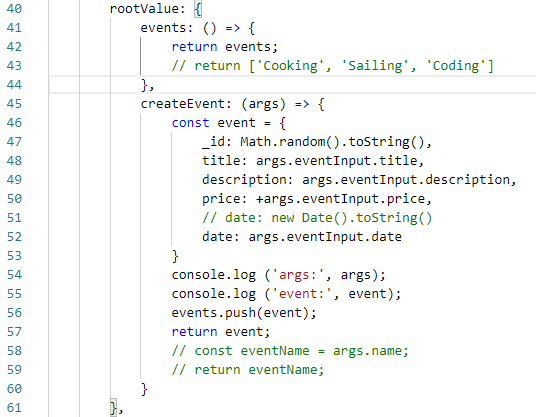 40 rootValue: {
41 events: () => {
42 return events;
43 // return ['Cooking', 'Sailing', 'Coding']
44 },
45 createEvent: (args) => {
46 const event = {
47 _id: Math.random().toString(),
48 title: args.eventInput.title,
49 description: args.eventInput.description,
50 price: +args.eventInput.price,
51 // date: new Date().toString()
52 date: args.eventInput.date
53 }
54 console.log ('args:', args);
55 console.log ('event:', event);
56 events.push(event);
57 return event;
58 // const eventName = args.name;
59 // return eventName;
60 }
61 },